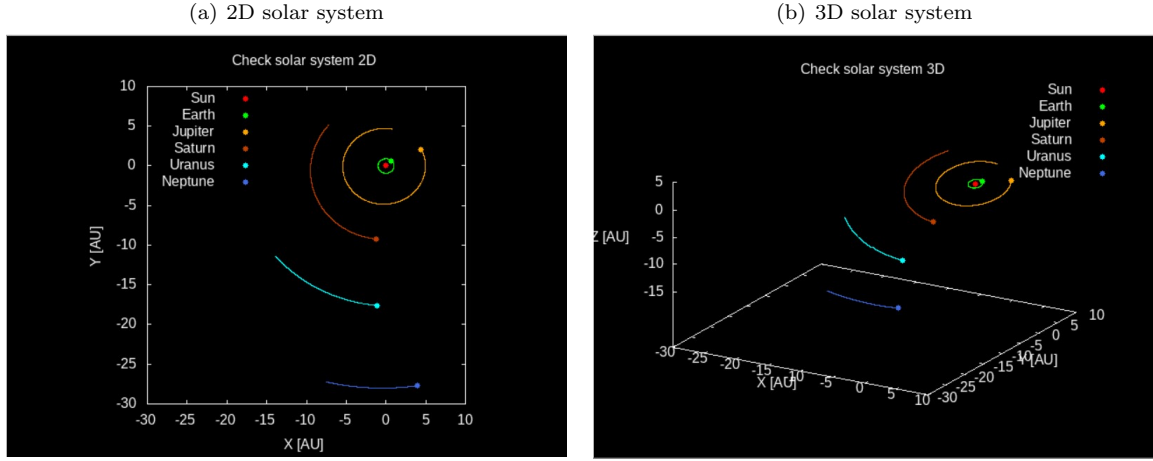 (a) 2D solar system
Check solar system 2D
Sun
Earth
Jupiter
Saturn
Uranus
Neptune
10
5
0
-5
-10
-15
-20
-25
-30
Y [AU]
-30 -25 -20 -15 -10 -5 0 5 10
X [AU]
(b) 3D solar system
Check solar system 3D
Sun
Earth
Jupiter
Saturn
Uranus
Neptune
5
0
-5
-10
-15
Z [AU]
-30 -25 -20 -15 -10 -5 0 5 10
X [AU]
-30 -25 -20 -15 -10 -5 0 5 10
Y [AU]